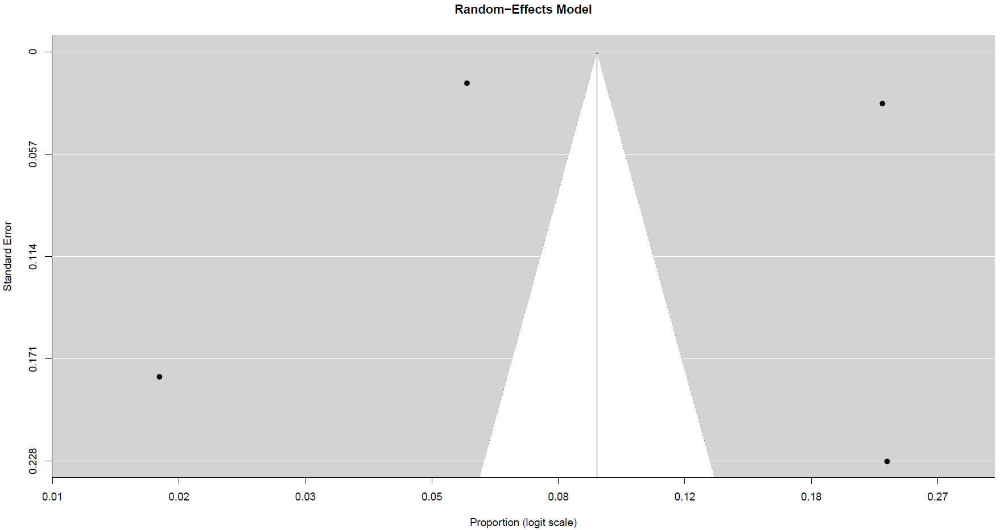 Random−Effects Model
Standard Error
0
0.057
0.114
0.171
0.228
0.01 0.02 0.03 0.05 0.08 0.12 0.18 0.27
Proportion (logit scale)